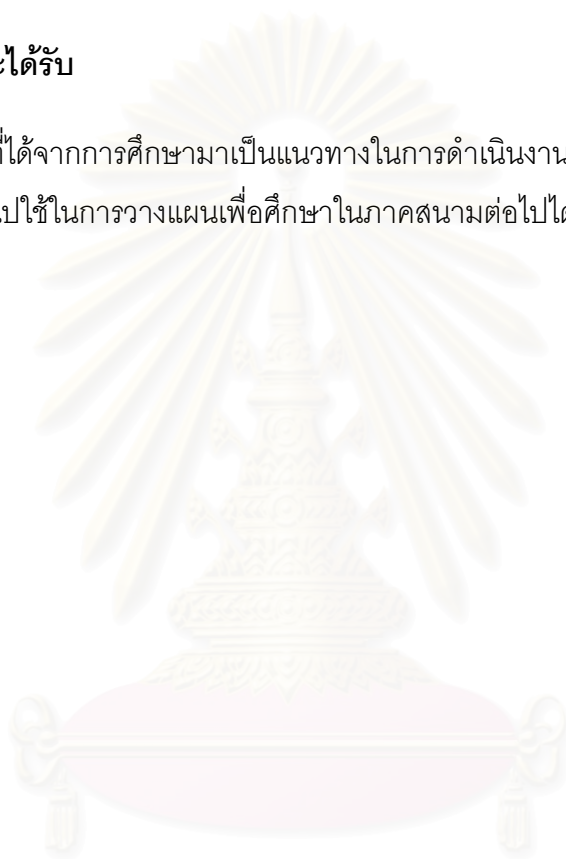 ะได้รับ
ที่ได้จากการศึกษามาเป็นแนวทางในการดำเนินงาน
ไปใช้ในการวางแผนเพื่อศึกษาในภาคสนามต่อไปได้